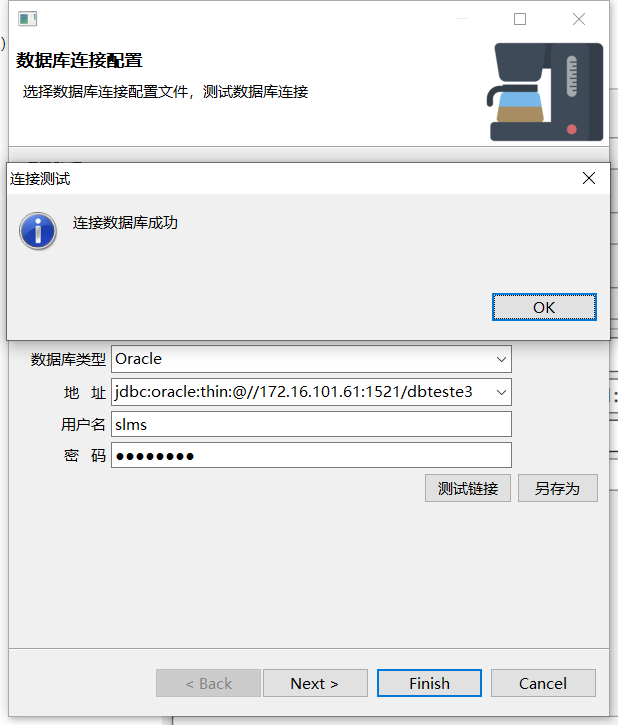 )
数据库连接配置
选择数据库连接配置文件，测试数据库连接
连接测试
连接数据库成功
OK
数据库类型 Oracle
地 址 jdbc:oracle:thin:@//172.16.101.61:1521/dbteste3
用户名 slms
密 码 ●●●●●●●●
测试链接 另存为
< Back Next > Finish Cancel